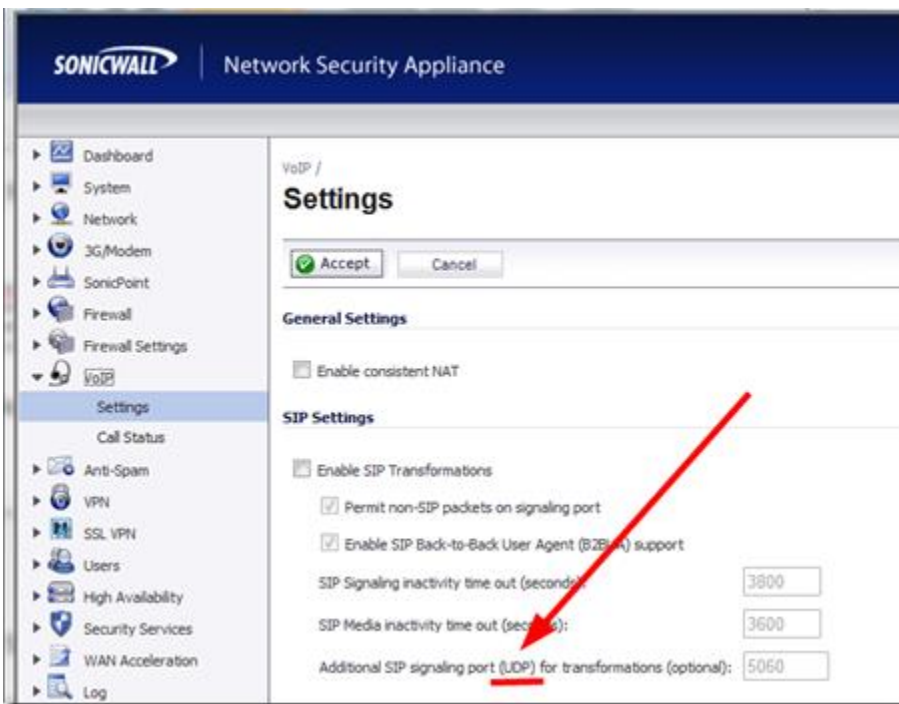 SONICWALL
Network Security Appliance
Dashboard
System
Network
3G/Modem
SonicPoint
Firewall
Firewall Settings
VoIP
Settings
Call Status
Anti-Spam
VPN
SSL VPN
Users
High Availability
Security Services
WAN Acceleration
Log
VoIP /
Settings
Accept Cancel
General Settings
Enable consistent NAT
SIP Settings
Enable SIP Transformations
Permit non-SIP packets on signaling port
Enable SIP Back-to-Back User Agent (B2BUA) support
SIP Signaling inactivity time out (seconds): 3800
SIP Media inactivity time out (seconds): 3600
Additional SIP signaling port (UDP) for transformations (optional): 5060